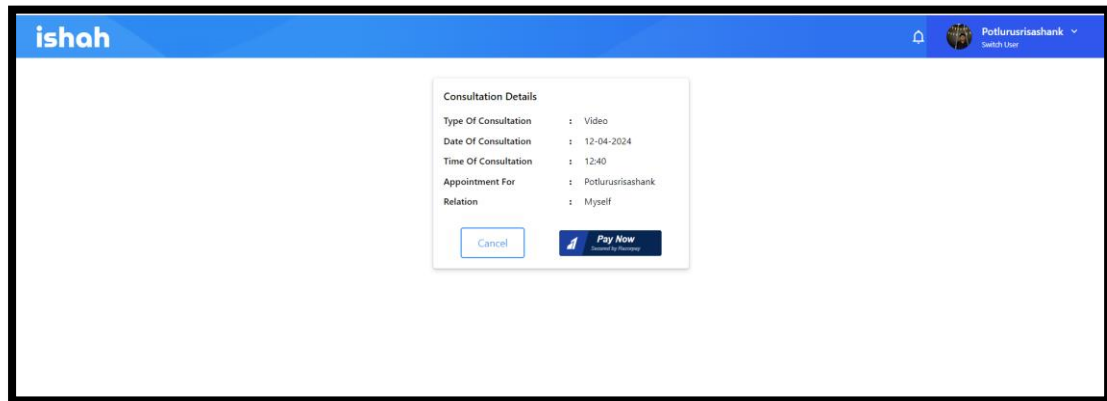 ishah
Potlurusrisashank
Switch User
Consultation Details
Type Of Consultation : Video
Date Of Consultation : 12-04-2024
Time Of Consultation : 12:40
Appointment For : Potlurusrisashank
Relation : Myself
Cancel
Pay Now
Secured by Razorpay